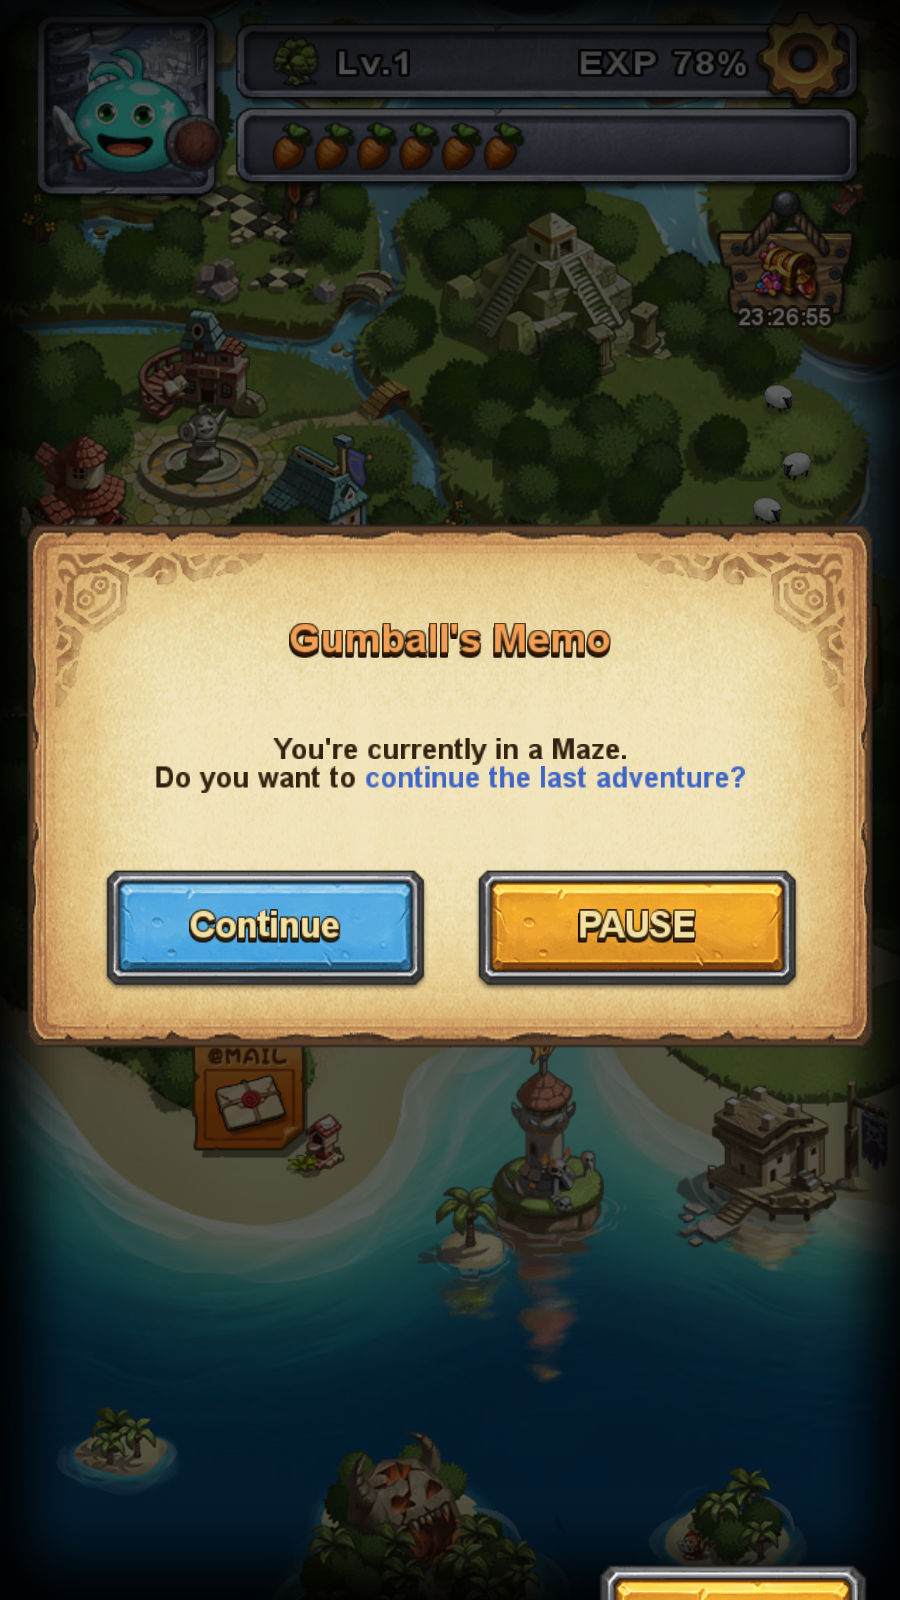 Lv.1
EXP 78%
23:26:55
Gumball's Memo
You're currently in a Maze.
Do you want to continue the last adventure?
Continue
PAUSE
@MAIL